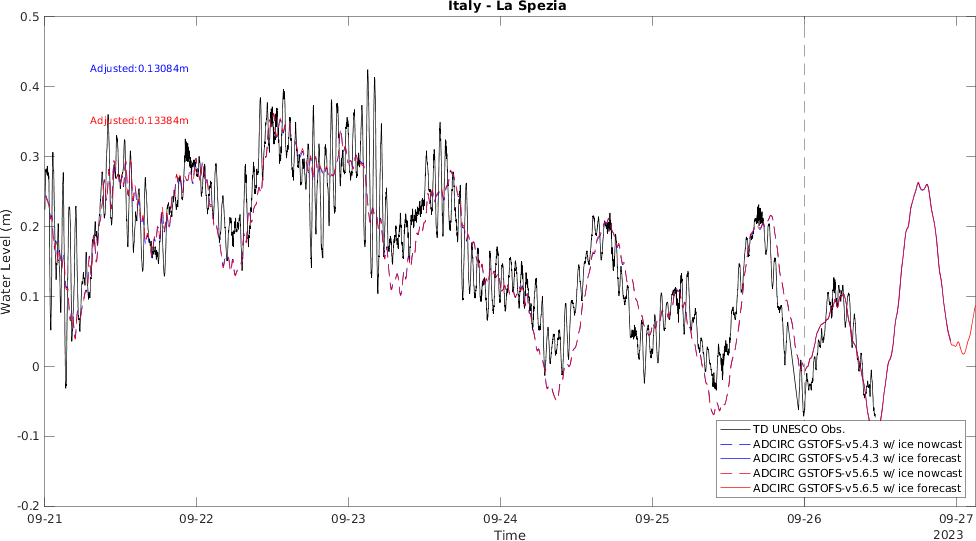 Italy - La Spezia
0.5
0.4
0.3
0.2
0.1
0
-0.1
-0.2
Water Level (m)
Adjusted:0.13084m
Adjusted:0.13384m
TD UNESCO Obs.
ADCIRC GSTOFS-v5.4.3 w/ ice nowcast
ADCIRC GSTOFS-v5.4.3 w/ ice forecast
ADCIRC GSTOFS-v5.6.5 w/ ice nowcast
ADCIRC GSTOFS-v5.6.5 w/ ice forecast
09-21 09-22 09-23 09-24 09-25 09-26 09-27
Time
2023